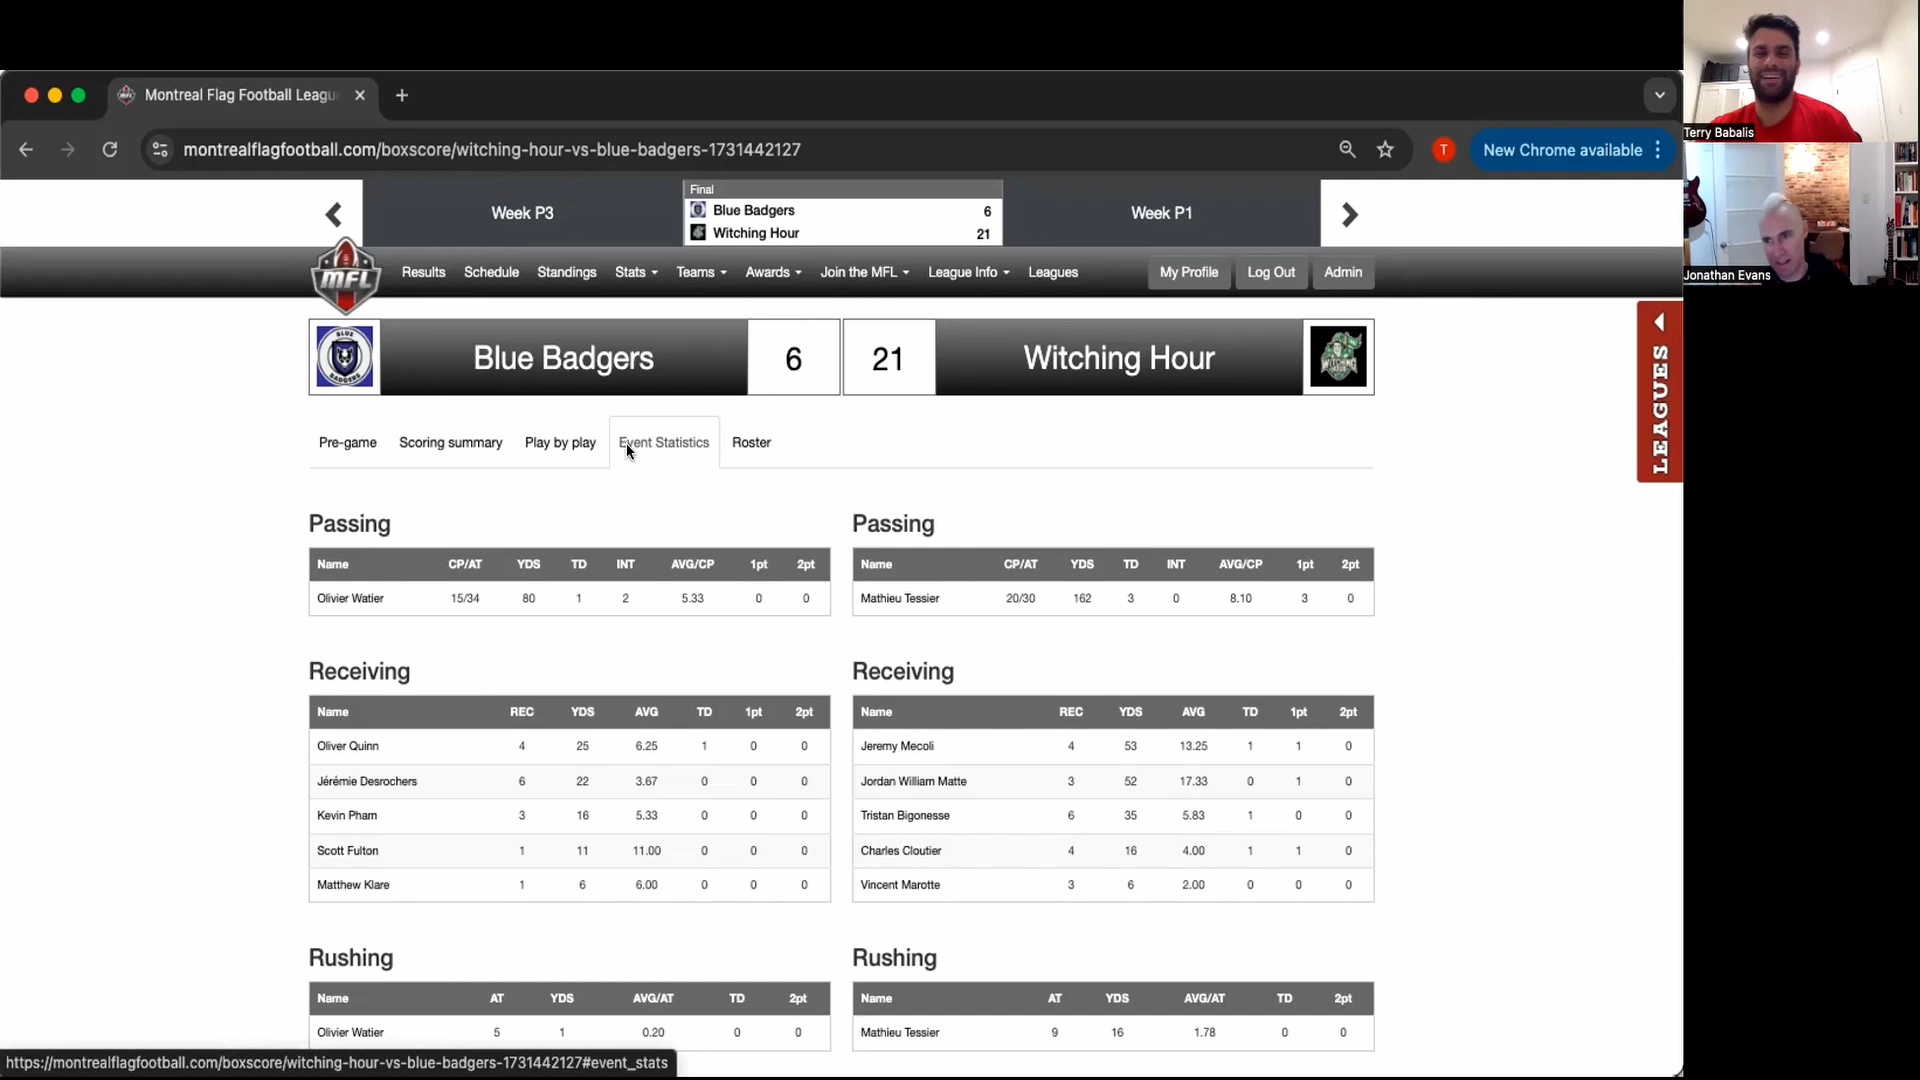 Montreal Flag Football Leagu
montrealflagfootball.com/boxscore/witching-hour-vs-blue-badgers-1731442127
T
New Chrome available
Terry Babalis
Jonathan Evans
Week P3
Final
Blue Badgers 6
Witching Hour 21
Week P1
MFL
Results Schedule Standings Stats Teams Awards Join the MFL League Info Leagues My Profile Log Out Admin
LEAGUES
BLUE BADGERS
Blue Badgers 6 21 Witching Hour
WITCHING HOUR
Pre-game Scoring summary Play by play Event Statistics Roster
Passing
Name CP/AT YDS TD INT AVG/CP 1pt 2pt
Olivier Watier 15/34 80 1 2 5.33 0 0
Passing
Name CP/AT YDS TD INT AVG/CP 1pt 2pt
Mathieu Tessier 20/30 162 3 0 8.10 3 0
Receiving
Name REC YDS AVG TD 1pt 2pt
Oliver Quinn 4 25 6.25 1 0 0
Jérémie Desrochers 6 22 3.67 0 0 0
Kevin Pham 3 16 5.33 0 0 0
Scott Fulton 1 11 11.00 0 0 0
Matthew Klare 1 6 6.00 0 0 0
Receiving
Name REC YDS AVG TD 1pt 2pt
Jeremy Mecoli 4 53 13.25 1 1 0
Jordan William Matte 3 52 17.33 0 1 0
Tristan Bigonesse 6 35 5.83 1 0 0
Charles Cloutier 4 16 4.00 1 1 0
Vincent Marotte 3 6 2.00 0 0 0
Rushing
Name AT YDS AVG/AT TD 2pt
Olivier Watier 5 1 0.20 0 0
Rushing
Name AT YDS AVG/AT TD 2pt
Mathieu Tessier 9 16 1.78 0 0
https://montrealflagfootball.com/boxscore/witching-hour-vs-blue-badgers-1731442127#event_stats